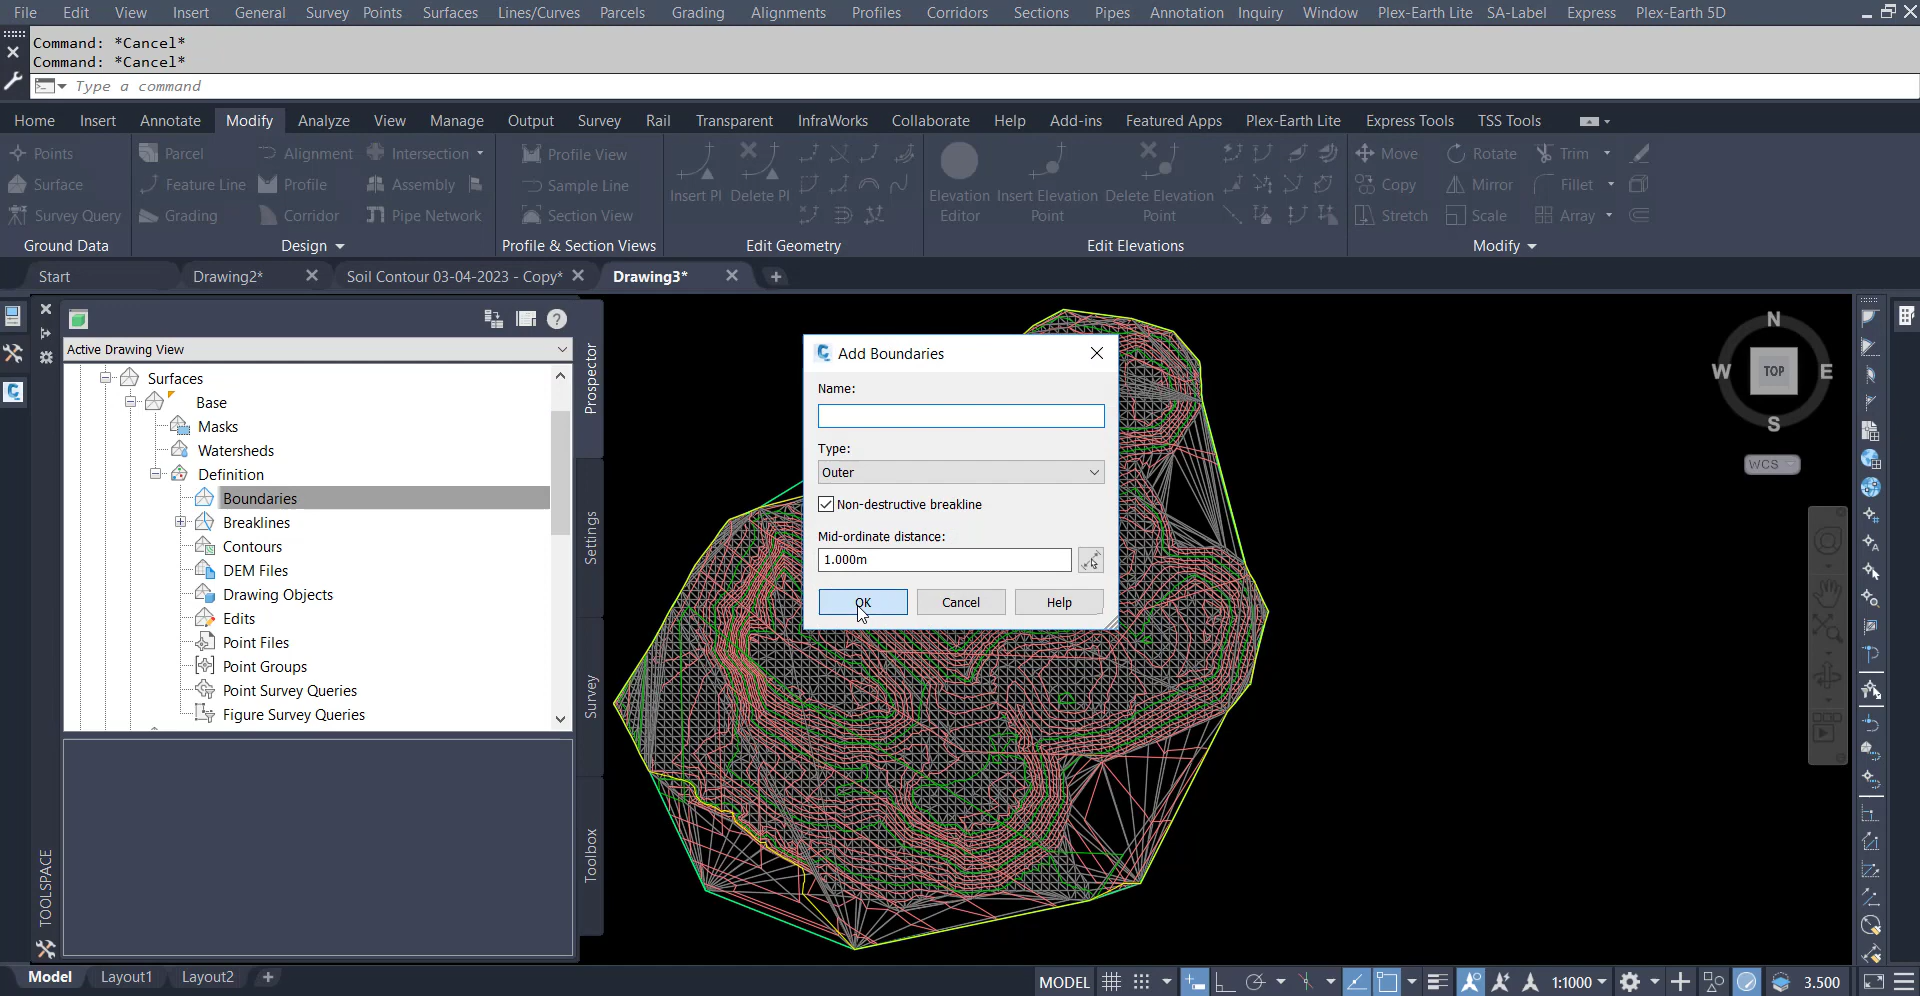 File Edit View Insert General Survey Points Surfaces Lines/Curves Parcels Grading Alignments Profiles Corridors Sections Pipes Annotation Inquiry Window Plex-Earth Lite SA-Label Express Plex-Earth 5D
Command: *Cancel*
Command: *Cancel*
Type a command
Home Insert Annotate Modify Analyze View Manage Output Survey Rail Transparent InfraWorks Collaborate Help Add-ins Featured Apps Plex-Earth Lite Express Tools TSS Tools
Points Parcel Alignment Intersection Profile View Move Rotate Trim
Surface Feature Line Profile Assembly Sample Line Insert PI Delete PI Elevation Insert Elevation Delete Elevation Copy Mirror Fillet
Survey Query Grading Corridor Pipe Network Section View Editor Point Point Stretch Scale Array
Ground Data Design Profile & Section Views Edit Geometry Edit Elevations Modify
Start Drawing2* Soil Contour 03-04-2023 - Copy* Drawing3*
Active Drawing View
Surfaces
Base
Masks
Watersheds
Definition
Boundaries
Breaklines
Contours
DEM Files
Drawing Objects
Edits
Point Files
Point Groups
Point Survey Queries
Figure Survey Queries
Prospector
Settings
Survey
Toolbox
TOOLSPACE
Add Boundaries
Name:
Type:
Outer
Non-destructive breakline
Mid-ordinate distance:
1.000m
OK Cancel Help
N
W TOP E
S
WCS
Model Layout1 Layout2
MODEL 1:1000 3.500